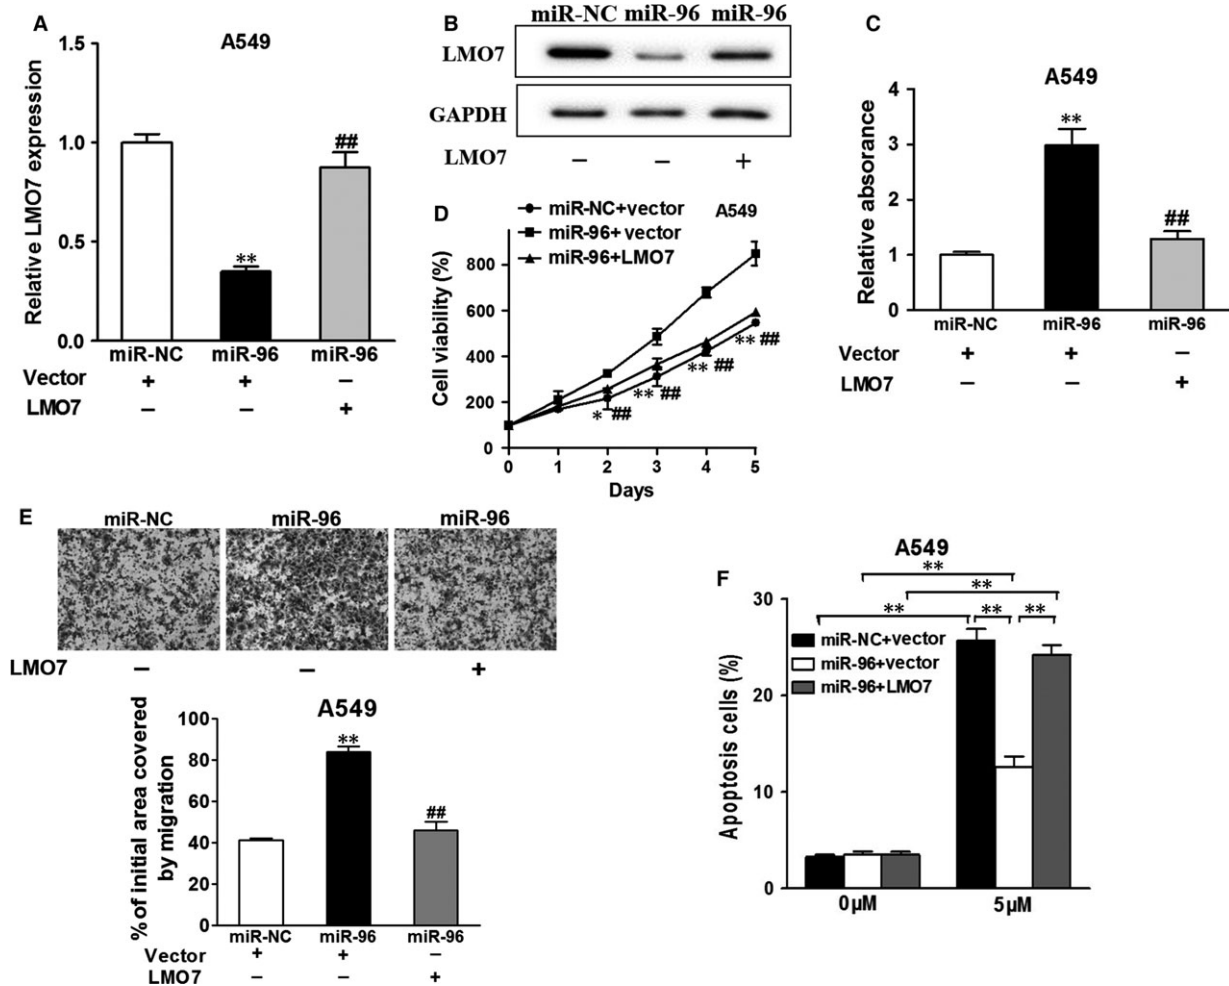 A
A549
Relative LMO7 expression
1.5
1.0
0.5
0.0
**
##
miR-NC miR-96 miR-96
Vector + + –
LMO7 – – +
B
miR-NC miR-96 miR-96
LMO7
GAPDH
LMO7 – – +
C
A549
Relative absorance
4
3
2
1
0
**
##
miR-NC miR-96 miR-96
Vector + + –
LMO7 – – +
D
miR-NC+vector
miR-96+vector
miR-96+LMO7
A549
Cell viability (%)
800
600
400
200
0
* ##
** ##
** ##
** ##
0 1 2 3 4 5
Days
E
miR-NC miR-96 miR-96
LMO7 – – +
A549
% of initial area covered
by migration
100
80
60
40
20
0
**
##
miR-NC miR-96 miR-96
Vector + + –
LMO7 – – +
F
A549
**
**
** ** **
miR-NC+vector
miR-96+vector
miR-96+LMO7
Apoptosis cells (%)
30
20
10
0
0µM 5µM